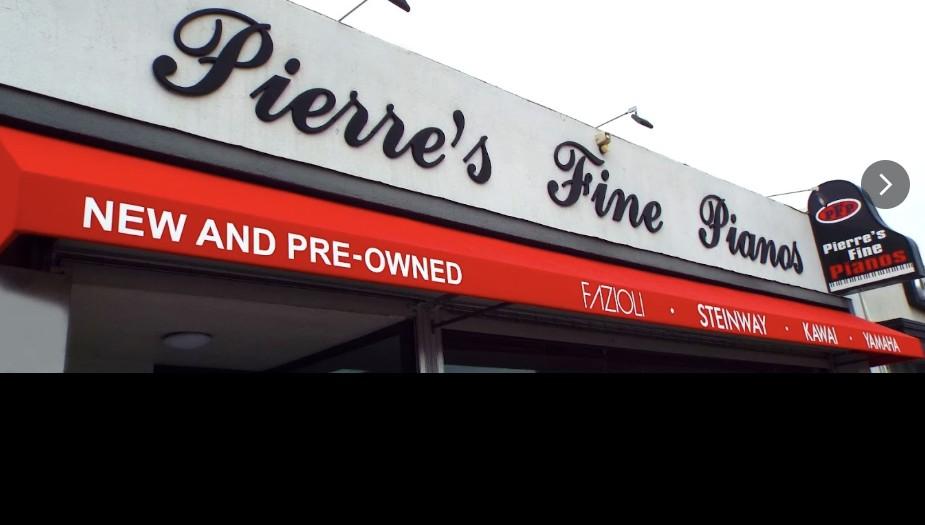 Pierre's Fine Pianos
NEW AND PRE-OWNED
FAZIOLI · STEINWAY · KAWAI · YAMAHA
PFP
Pierre's
Fine
Pianos